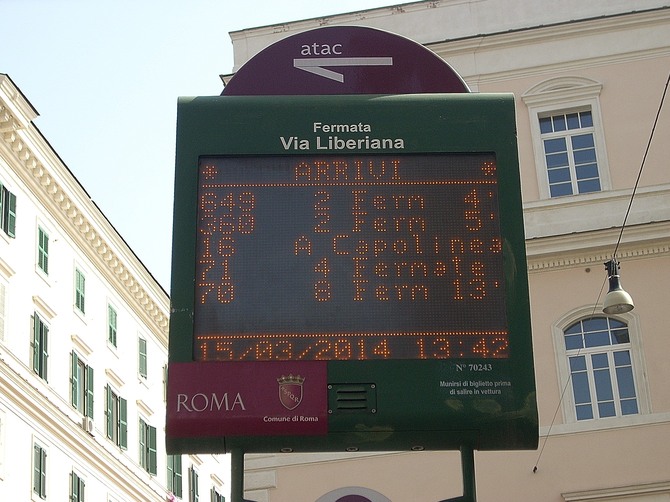 atac
Fermata
Via Liberiana
* ARRIVI *
649 2 Ferm 4'
360 2 Ferm 5'
16 A Capolinea
71 4 Fermate
70 8 Ferm 13'
15/03/2014 13:42
ROMA
Comune di Roma
N° 70243
Munirsi di biglietto prima
di salire in vettura